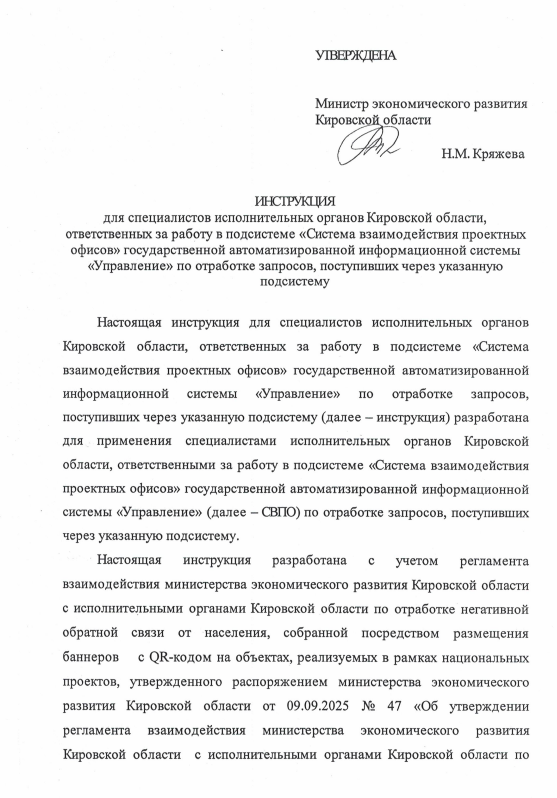 УТВЕРЖДЕНА
Министр экономического развития
Кировской области
Н.М. Кряжева
ИНСТРУКЦИЯ
для специалистов исполнительных органов Кировской области,
ответственных за работу в подсистеме «Система взаимодействия проектных
офисов» государственной автоматизированной информационной системы
«Управление» по отработке запросов, поступивших через указанную
подсистему
Настоящая инструкция для специалистов исполнительных органов
Кировской области, ответственных за работу в подсистеме «Система
взаимодействия проектных офисов» государственной автоматизированной
информационной системы «Управление» по отработке запросов,
поступивших через указанную подсистему (далее – инструкция) разработана
для применения специалистами исполнительных органов Кировской
области, ответственными за работу в подсистеме «Система взаимодействия
проектных офисов» государственной автоматизированной информационной
системы «Управление» (далее – СВПО) по отработке запросов, поступивших
через указанную подсистему.
Настоящая инструкция разработана с учетом регламента
взаимодействия министерства экономического развития Кировской области
с исполнительными органами Кировской области по отработке негативной
обратной связи от населения, собранной посредством размещения
баннеров с QR-кодом на объектах, реализуемых в рамках национальных
проектов, утвержденного распоряжением министерства экономического
развития Кировской области от 09.09.2025 № 47 «Об утверждении
регламента взаимодействия министерства экономического развития
Кировской области с исполнительными органами Кировской области по